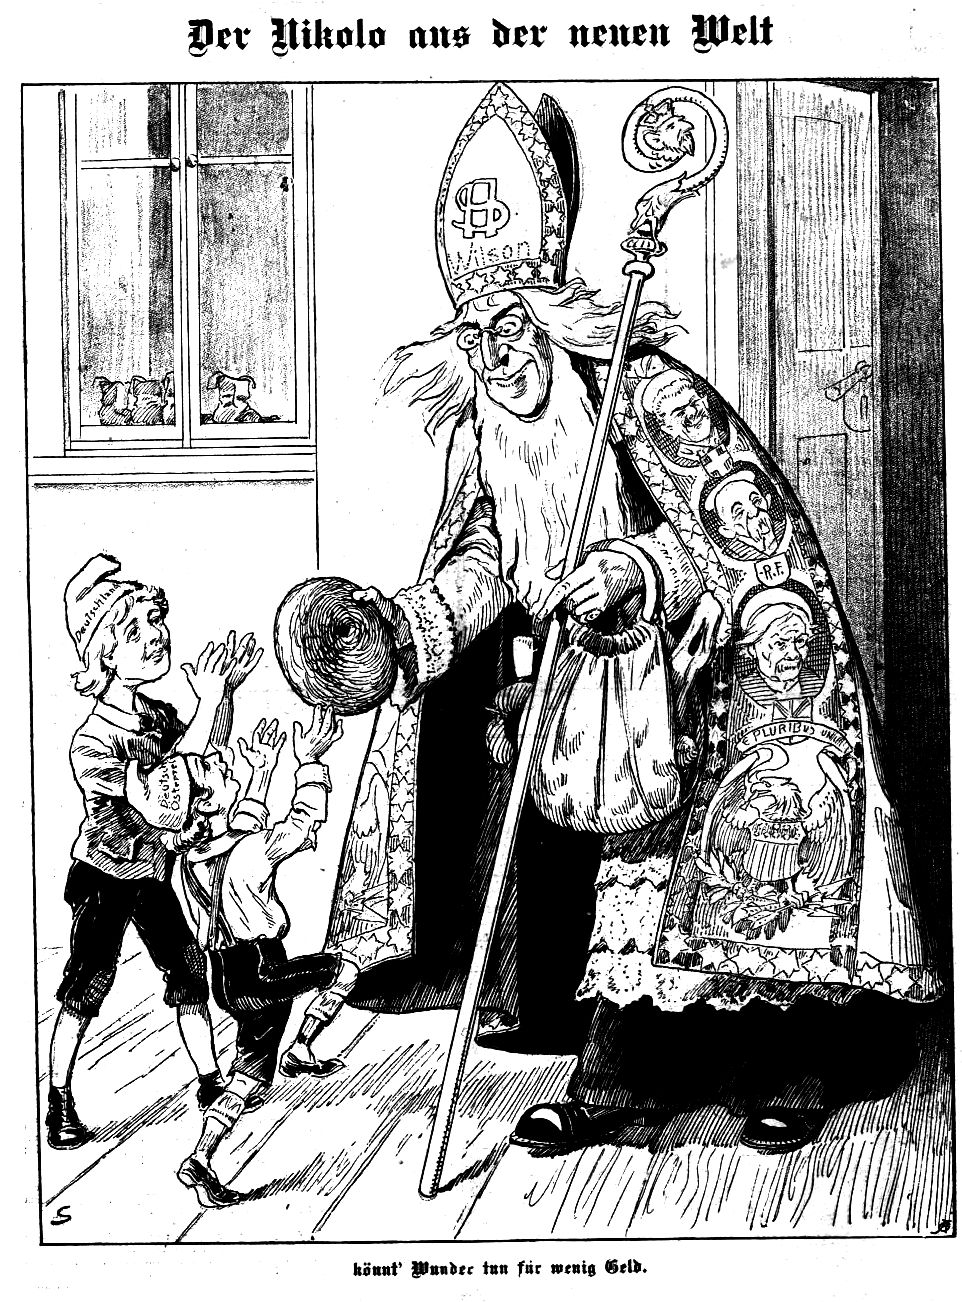 Der Nikolo aus der neuen Welt
$
Wilson
R.F.
E PLURIBUS UNUM
Deutschland
Deutsch
Österreich
S
könnt' Wunder tun für wenig Geld.